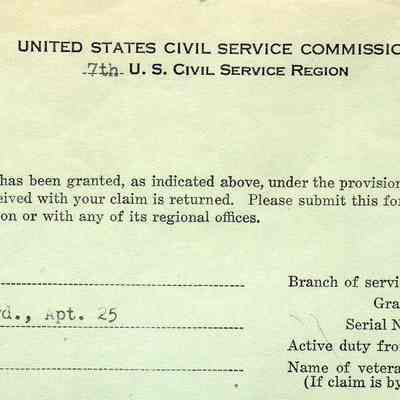 UNITED STATES CIVIL SERVICE COMMISSIO
7th U. S. CIVIL SERVICE REGION
has been granted, as indicated above, under the provision
eived with your claim is returned. Please submit this for
on or with any of its regional offices.
Branch of servi
Gra
rd., Apt. 25
Serial N
Active duty fro
Name of vetera
(If claim is by